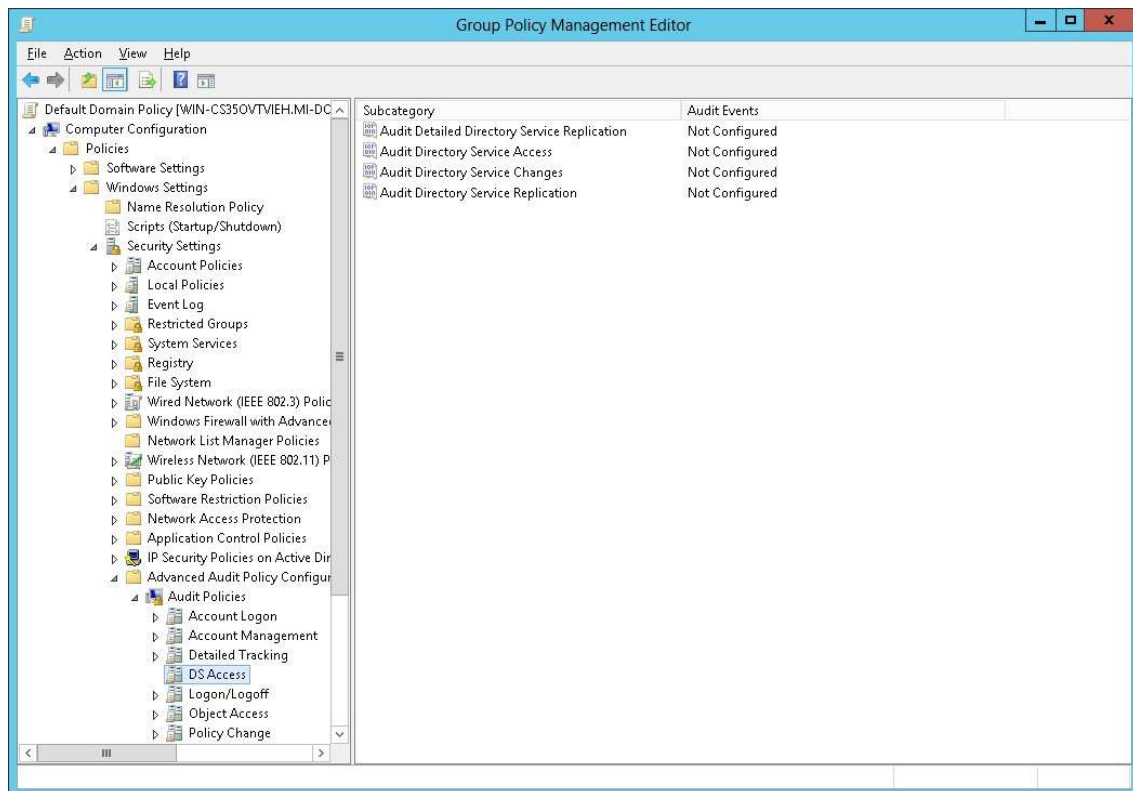 Group Policy Management Editor
File Action View Help
Default Domain Policy [WIN-CS35OVTVIEH.MI-DC
Computer Configuration
Policies
Software Settings
Windows Settings
Name Resolution Policy
Scripts (Startup/Shutdown)
Security Settings
Account Policies
Local Policies
Event Log
Restricted Groups
System Services
Registry
File System
Wired Network (IEEE 802.3) Polic
Windows Firewall with Advance
Network List Manager Policies
Wireless Network (IEEE 802.11) P
Public Key Policies
Software Restriction Policies
Network Access Protection
Application Control Policies
IP Security Policies on Active Dir
Advanced Audit Policy Configur
Audit Policies
Account Logon
Account Management
Detailed Tracking
DS Access
Logon/Logoff
Object Access
Policy Change
Subcategory Audit Events
Audit Detailed Directory Service Replication Not Configured
Audit Directory Service Access Not Configured
Audit Directory Service Changes Not Configured
Audit Directory Service Replication Not Configured